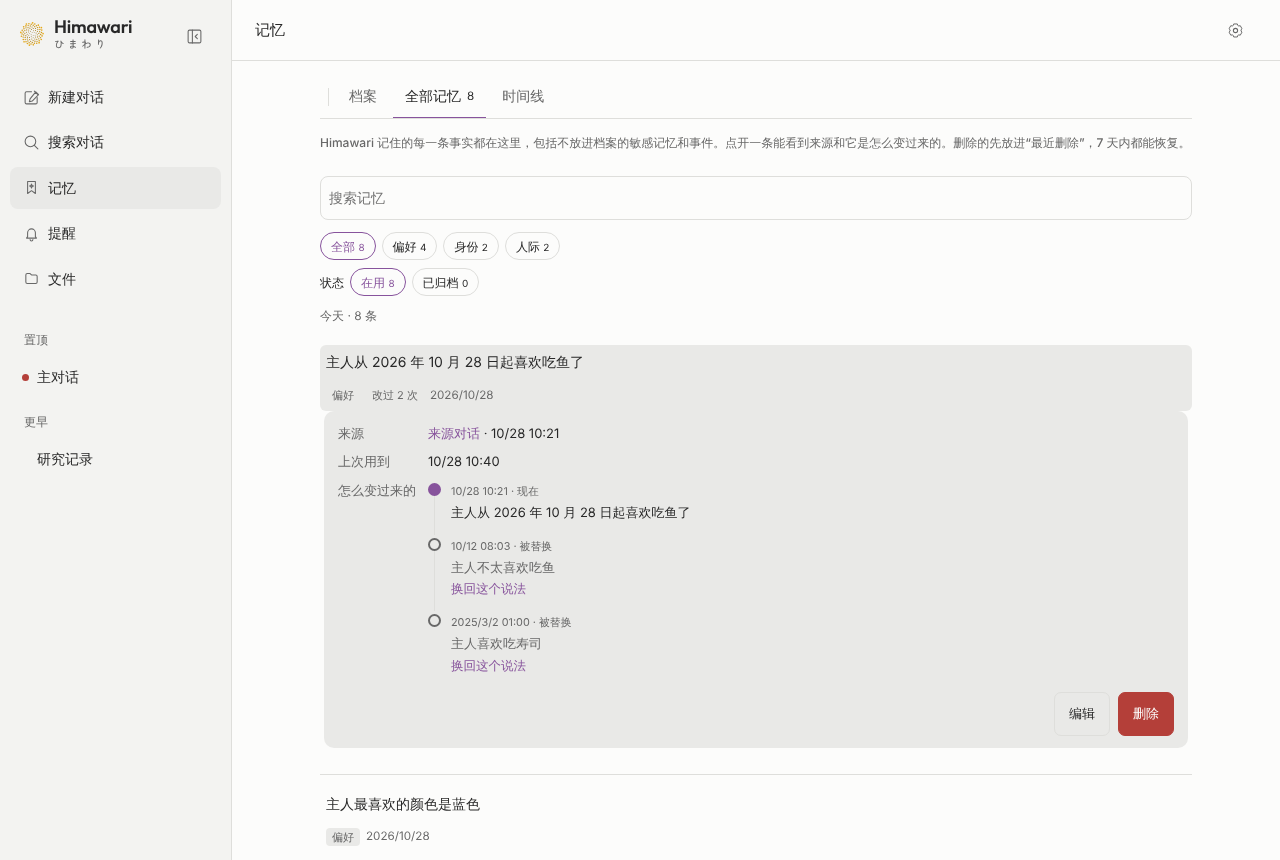 Himawari
ひまわり
新建对话
搜索对话
记忆
提醒
文件
置顶
主对话
更早
研究记录
记忆
档案 全部记忆 8 时间线
Himawari 记住的每一条事实都在这里，包括不放进档案的敏感记忆和事件。点开一条能看到来源和它是怎么变过来的。删除的先放进“最近删除”，7 天内都能恢复。
搜索记忆
全部 8 偏好 4 身份 2 人际 2
状态 在用 8 已归档 0
今天 · 8 条
主人从 2026 年 10 月 28 日起喜欢吃鱼了
偏好 改过 2 次 2026/10/28
来源 来源对话 · 10/28 10:21
上次用到 10/28 10:40
怎么变过来的 10/28 10:21 · 现在
主人从 2026 年 10 月 28 日起喜欢吃鱼了
10/12 08:03 · 被替换
主人不太喜欢吃鱼
换回这个说法
2025/3/2 01:00 · 被替换
主人喜欢吃寿司
换回这个说法
编辑 删除
主人最喜欢的颜色是蓝色
偏好 2026/10/28